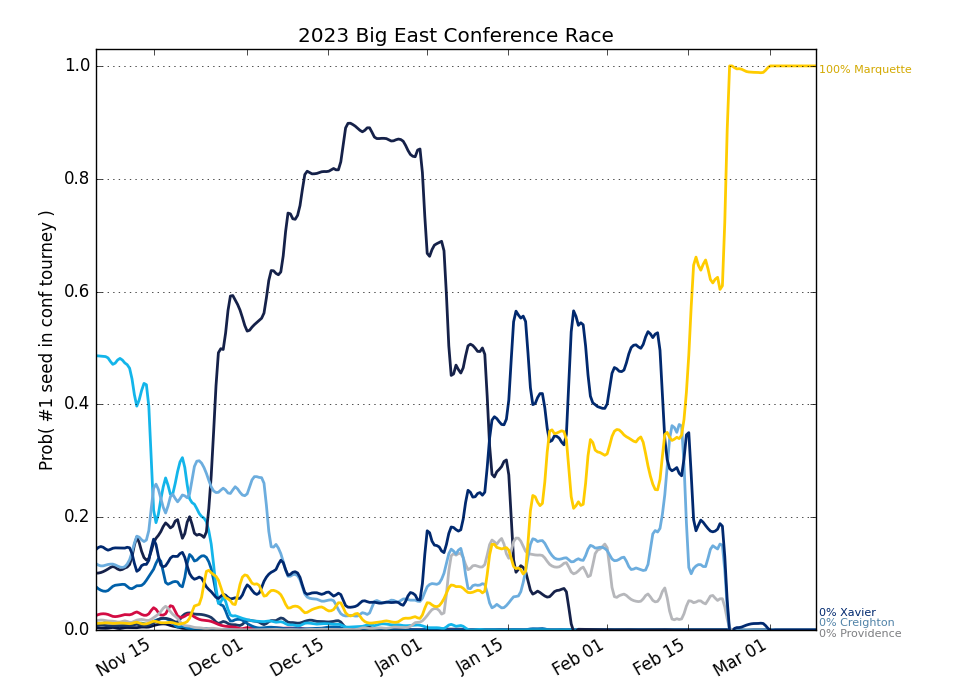 2023 Big East Conference Race
Prob( #1 seed in conf tourney )
1.0
0.8
0.6
0.4
0.2
0.0
100% Marquette
0% Xavier
0% Creighton
0% Providence
Nov 15
Dec 01
Dec 15
Jan 01
Jan 15
Feb 01
Feb 15
Mar 01